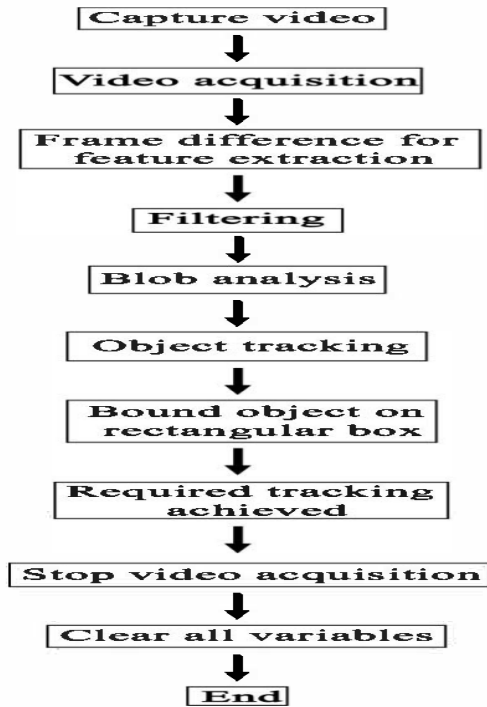 Capture video
Video acquisition
Frame difference for
feature extraction
Filtering
Blob analysis
Object tracking
Bound object on
rectangular box
Required tracking
achieved
Stop video acquisition
Clear all variables
End